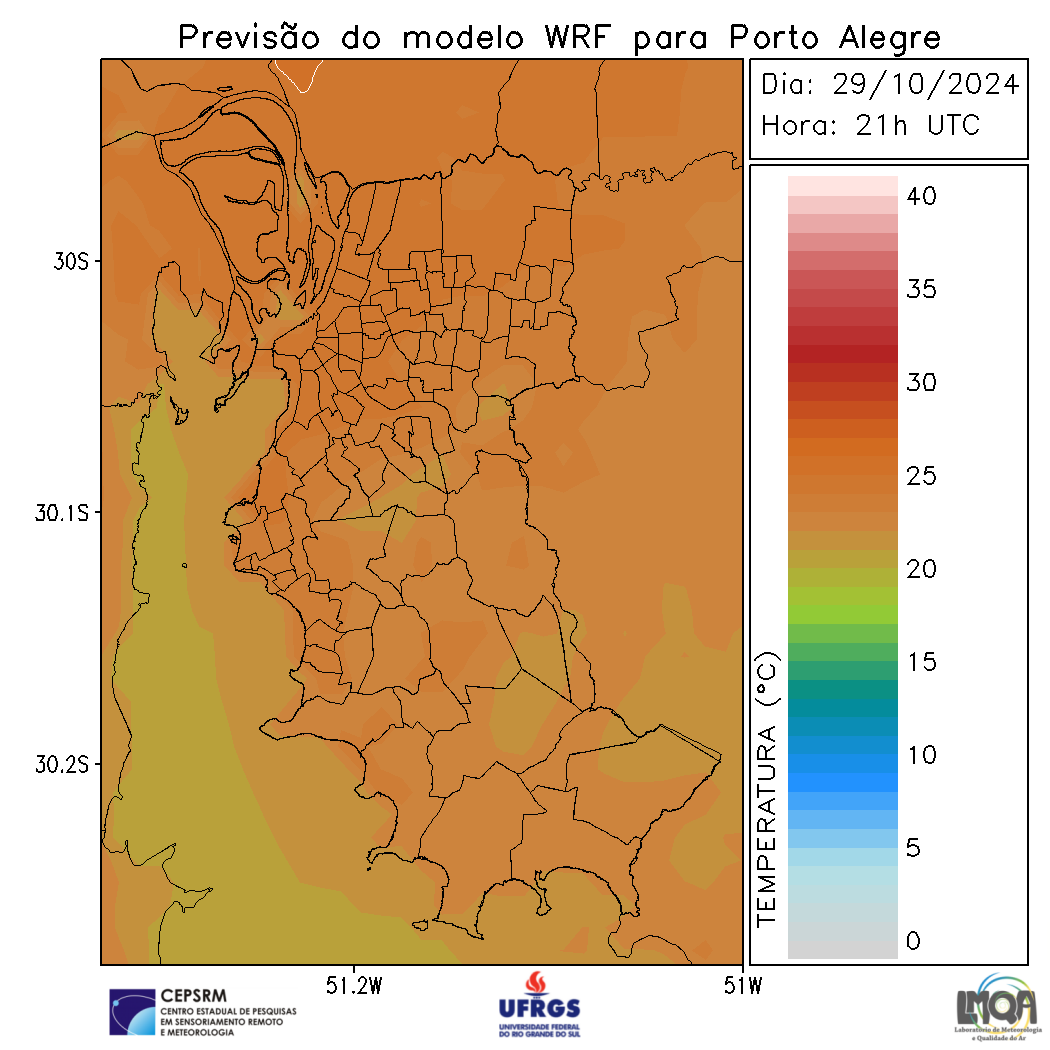 Previsão do modelo WRF para Porto Alegre
Dia: 29/10/2024
Hora: 21h UTC
30S
30.1S
30.2S
51.2W
51W
40
35
30
25
20
15
10
5
0
TEMPERATURA (°C)
CEPSRM
CENTRO ESTADUAL DE PESQUISAS
EM SENSORIAMENTO REMOTO
E METEOROLOGIA
UFRGS
UNIVERSIDADE FEDERAL
DO RIO GRANDE DO SUL
LMQA
Laboratório de Meteorologia
e Qualidade do Ar